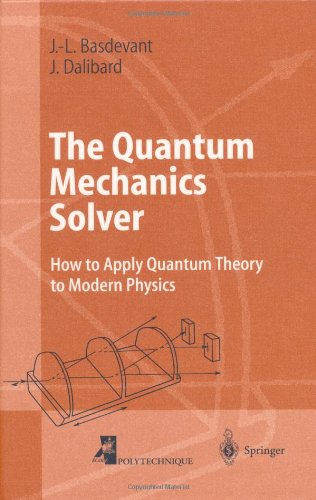 J.-L. Basdevant
J. Dalibard
The Quantum
Mechanics
Solver
How to Apply Quantum Theory
to Modern Physics
POLYTECHNIQUE
Springer